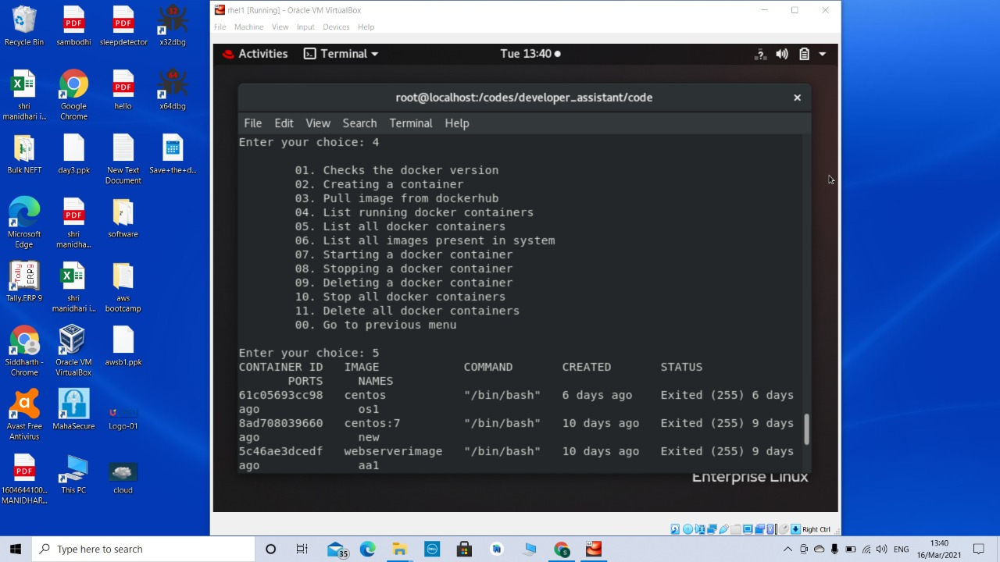 rhel1 [Running] - Oracle VM VirtualBox
File Machine View Input Devices Help
Activities Terminal Tue 13:40
root@localhost:/codes/developer_assistant/code
File Edit View Search Terminal Help
Enter your choice: 4
01. Checks the docker version
02. Creating a container
03. Pull image from dockerhub
04. List running docker containers
05. List all docker containers
06. List all images present in system
07. Starting a docker container
08. Stopping a docker container
09. Deleting a docker container
10. Stop all docker containers
11. Delete all docker containers
00. Go to previous menu
Enter your choice: 5
CONTAINER ID IMAGE COMMAND CREATED STATUS
PORTS NAMES
61c05693cc98 centos "/bin/bash" 6 days ago Exited (255) 6 days
ago os1
8ad708039660 centos:7 "/bin/bash" 10 days ago Exited (255) 9 days
ago new
5c46ae3dcedf webserverimage "/bin/bash" 10 days ago Exited (255) 9 days
ago aa1
Enterprise Linux
Right Ctrl
Recycle Bin
PDF
sambodhi
PDF
sleepdetector
32
x32dbg
shri
manidhari i...
Google
Chrome
PDF
hello
64
x64dbg
Bulk NEFT
day3.ppk
New Text
Document
Save+the+d...
Microsoft
Edge
PDF
shri
manidha...
software
Tally.ERP 9
shri
manidhari i...
aws
bootcamp
Siddharth -
Chrome
Oracle VM
VirtualBox
awsb1.ppk
Avast Free
Antivirus
MahaSecure
Logo-01
PDF
1604644100...
MANIDHAR...
This PC
cloud
Type here to search
35
DELL
S
ENG
13:40
16/Mar/2021